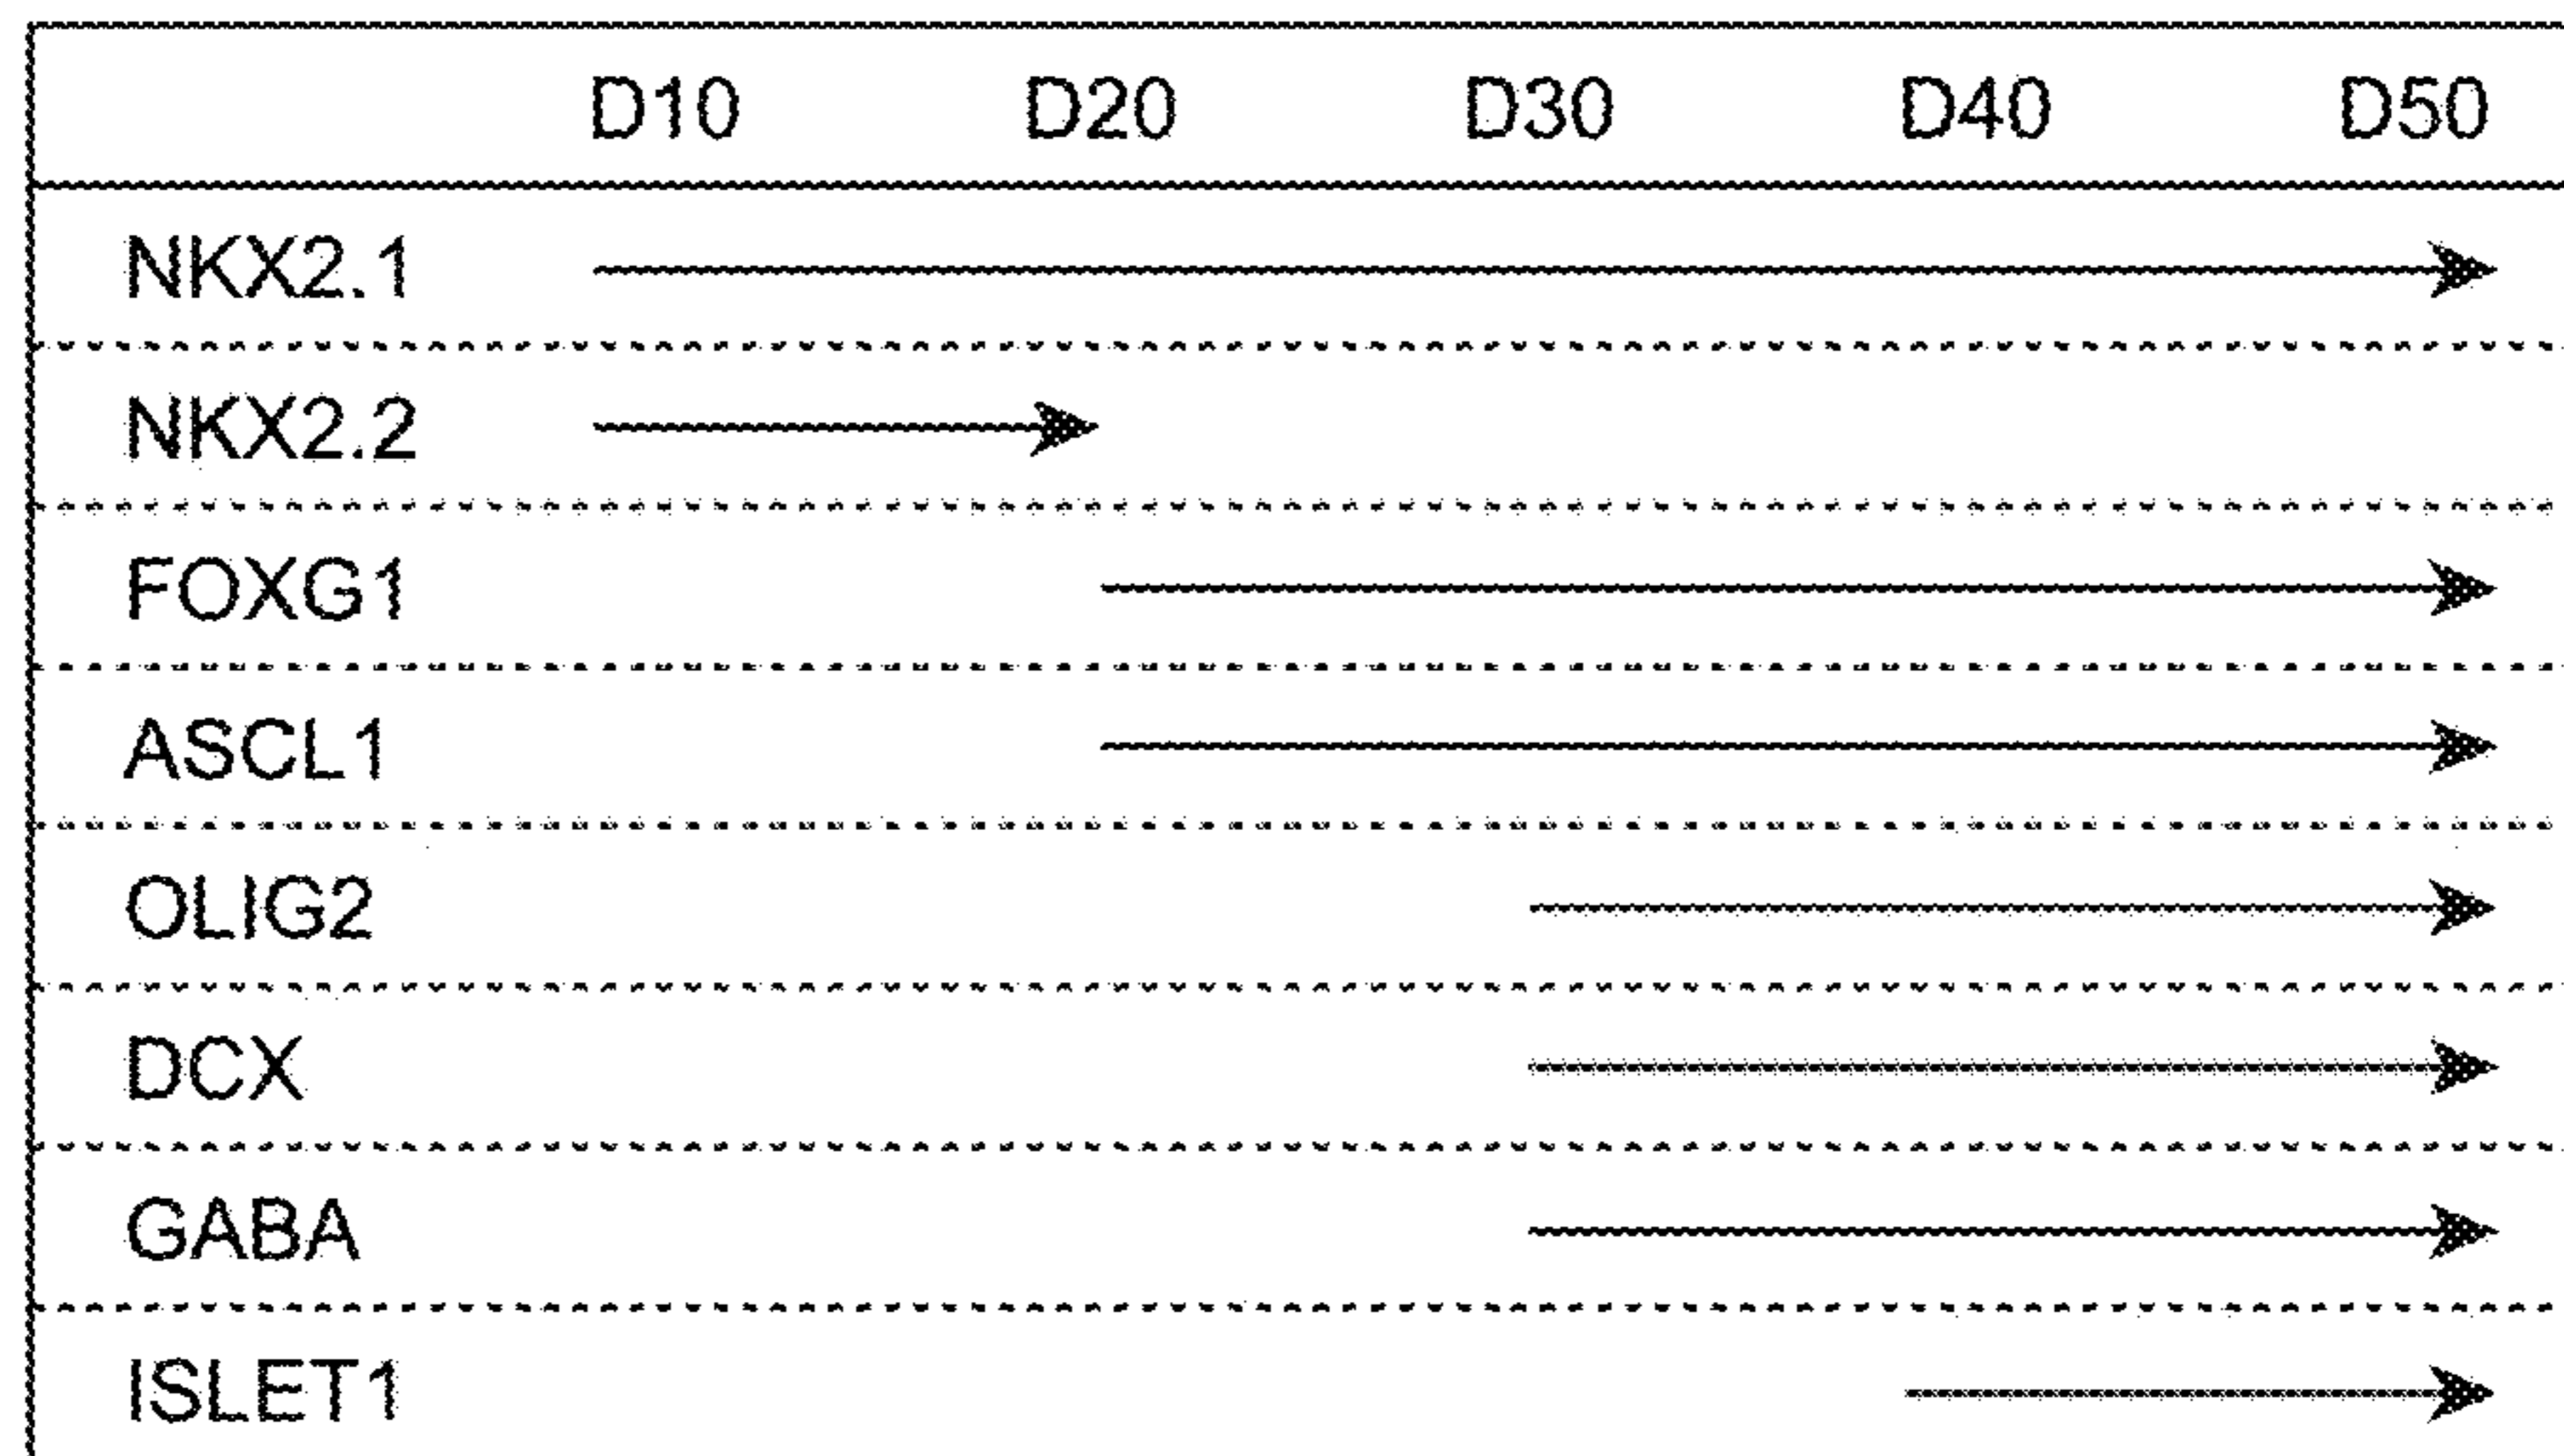 D10 D20 D30 D40 D50
NKX2.1
NKX2.2
FOXG1
ASCL1
OLIG2
DCX
GABA
ISLET1